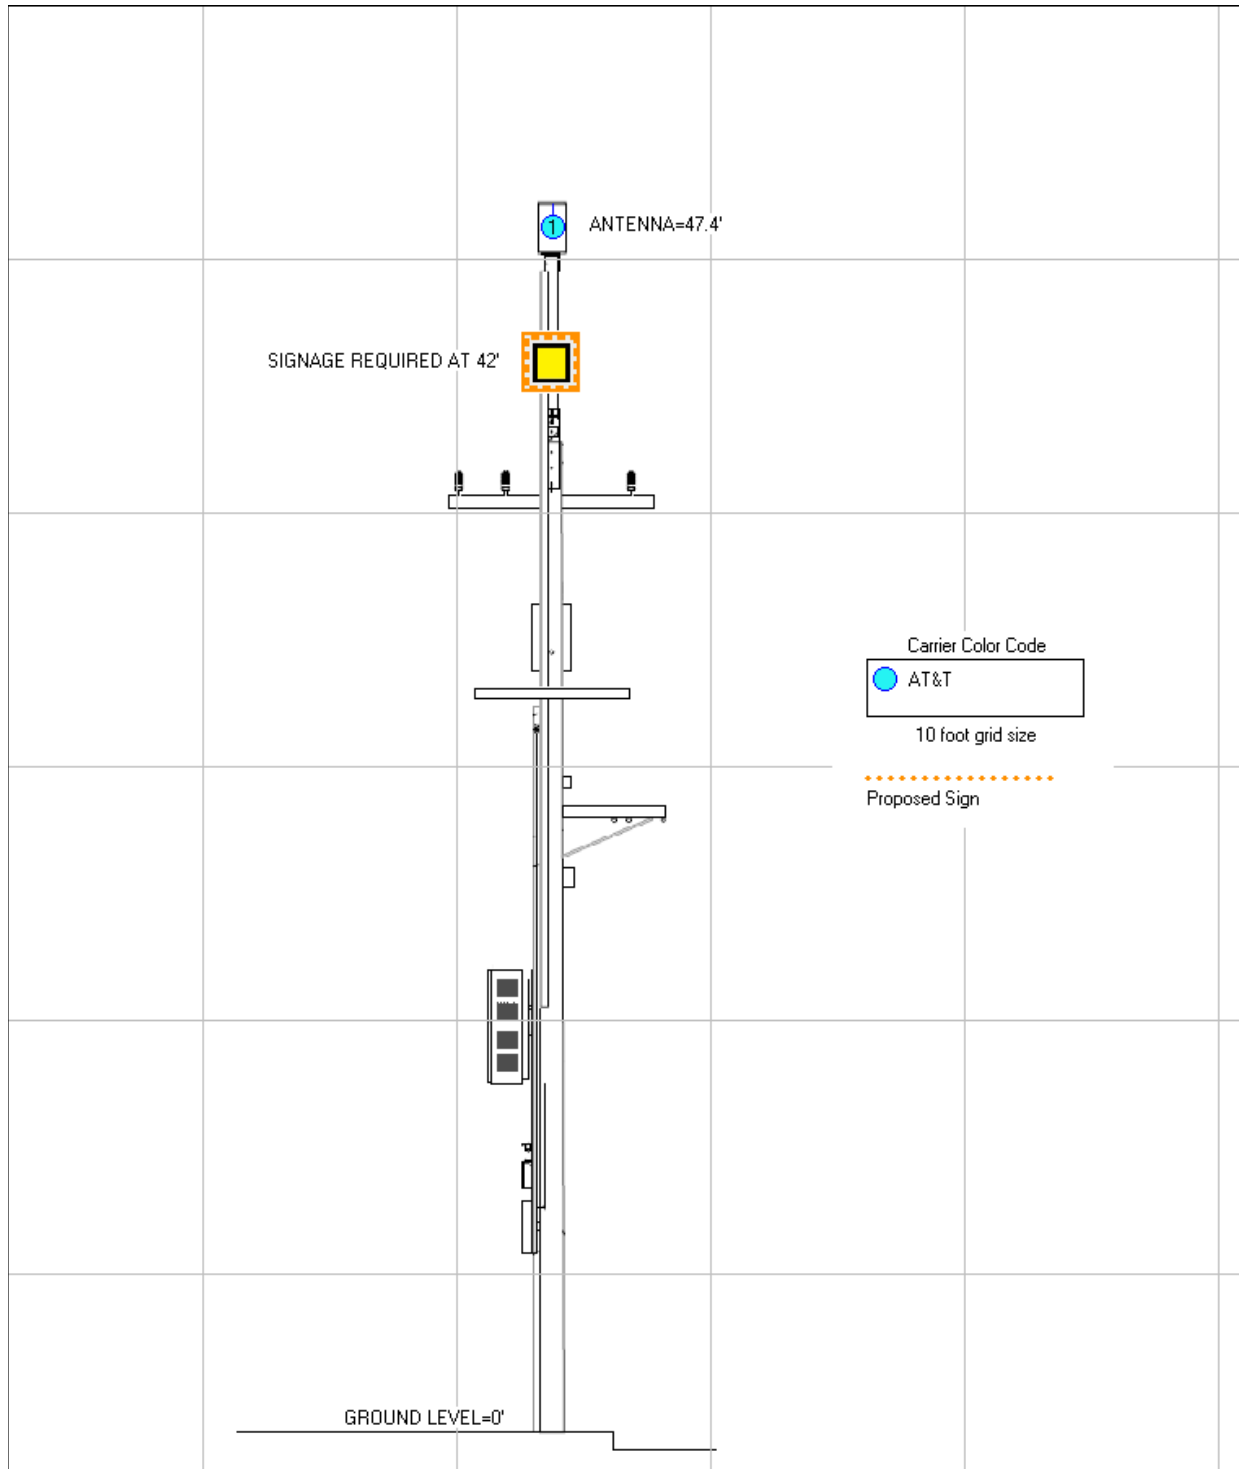 1
ANTENNA=47.4'
SIGNAGE REQUIRED AT 42'
Carrier Color Code
AT&T
10 foot grid size
Proposed Sign
GROUND LEVEL=0'